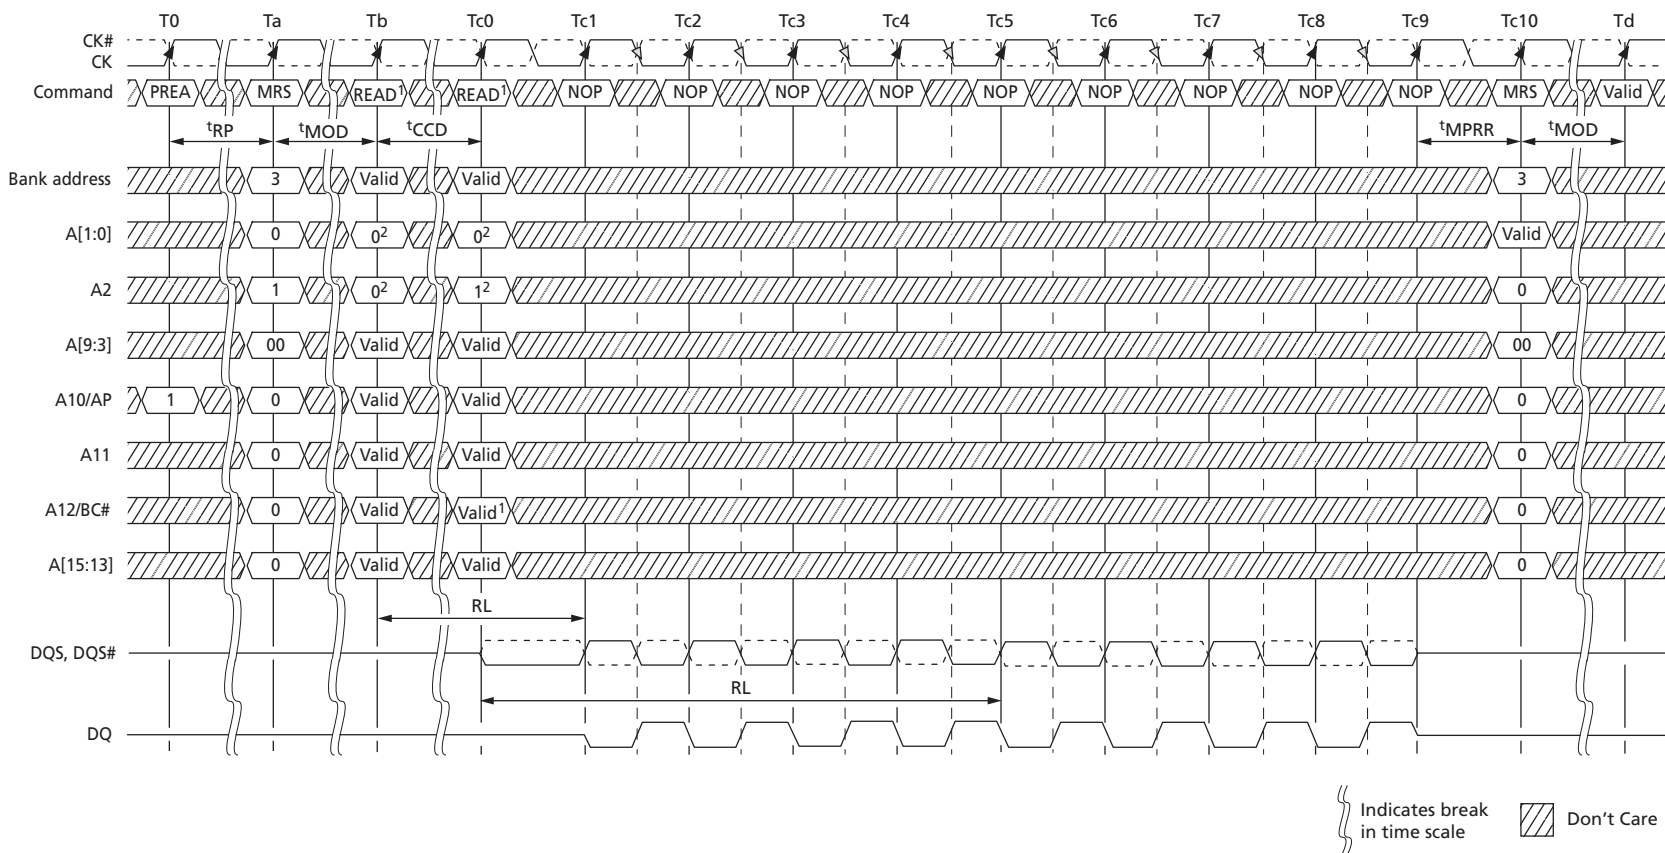 T0 Ta Tb Tc0 Tc1 Tc2 Tc3 Tc4 Tc5 Tc6 Tc7 Tc8 Tc9 Tc10 Td
CK#
CK
Command PREA MRS READ1 READ1 NOP NOP NOP NOP NOP NOP NOP NOP NOP MRS Valid
tRP tMOD tCCD tMPRR tMOD
Bank address 3 Valid Valid 3
A[1:0] 0 02 02 Valid
A2 1 02 12 0
A[9:3] 00 Valid Valid 00
A10/AP 1 0 Valid Valid 0
A11 0 Valid Valid 0
A12/BC# 0 Valid Valid1 0
A[15:13] 0 Valid Valid 0
RL
DQS, DQS#
RL
DQ
Indicates break
in time scale
Don't Care